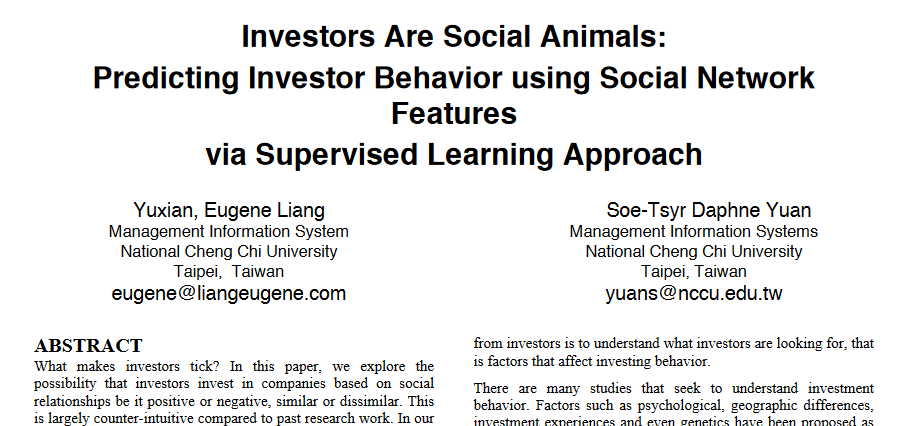 Investors Are Social Animals:
Predicting Investor Behavior using Social Network
Features
via Supervised Learning Approach
Yuxian, Eugene Liang
Management Information System
National Cheng Chi University
Taipei, Taiwan
eugene@liangeugene.com
Soe-Tsyr Daphne Yuan
Management Information Systems
National Cheng Chi University
Taipei, Taiwan
yuans@nccu.edu.tw
ABSTRACT
What makes investors tick? In this paper, we explore the
possibility that investors invest in companies based on social
relationships be it positive or negative, similar or dissimilar. This
is largely counter-intuitive compared to past research work. In our
from investors is to understand what investors are looking for, that
is factors that affect investing behavior.
There are many studies that seek to understand investment
behavior. Factors such as psychological, geographic differences,
investment experiences and even genetics have been proposed as